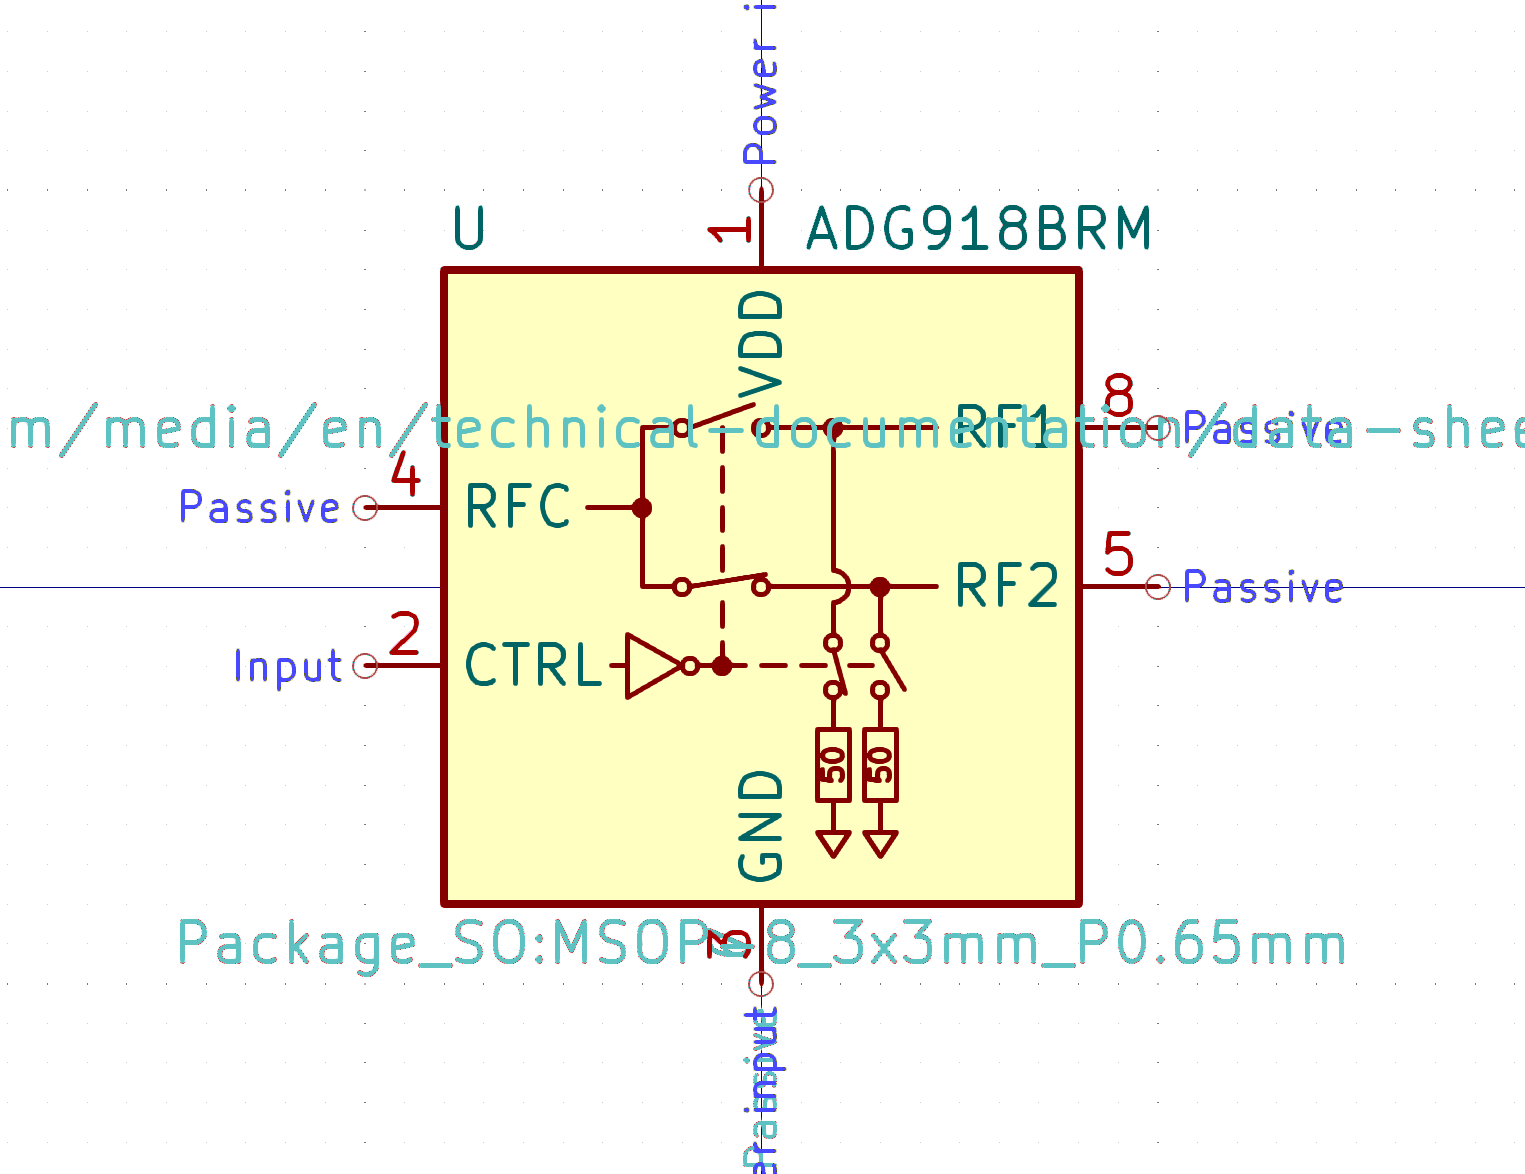 Power i
U
ADG918BRM
1
VDD
8
m/media/en/technical-documentation/data-shee
RF1
Passive
4
Passive
RFC
5
RF2
Passive
2
Input
CTRL
50
50
GND
Package_SO:MSOP-8_3x3mm_P0.65mm
3
Passive
input